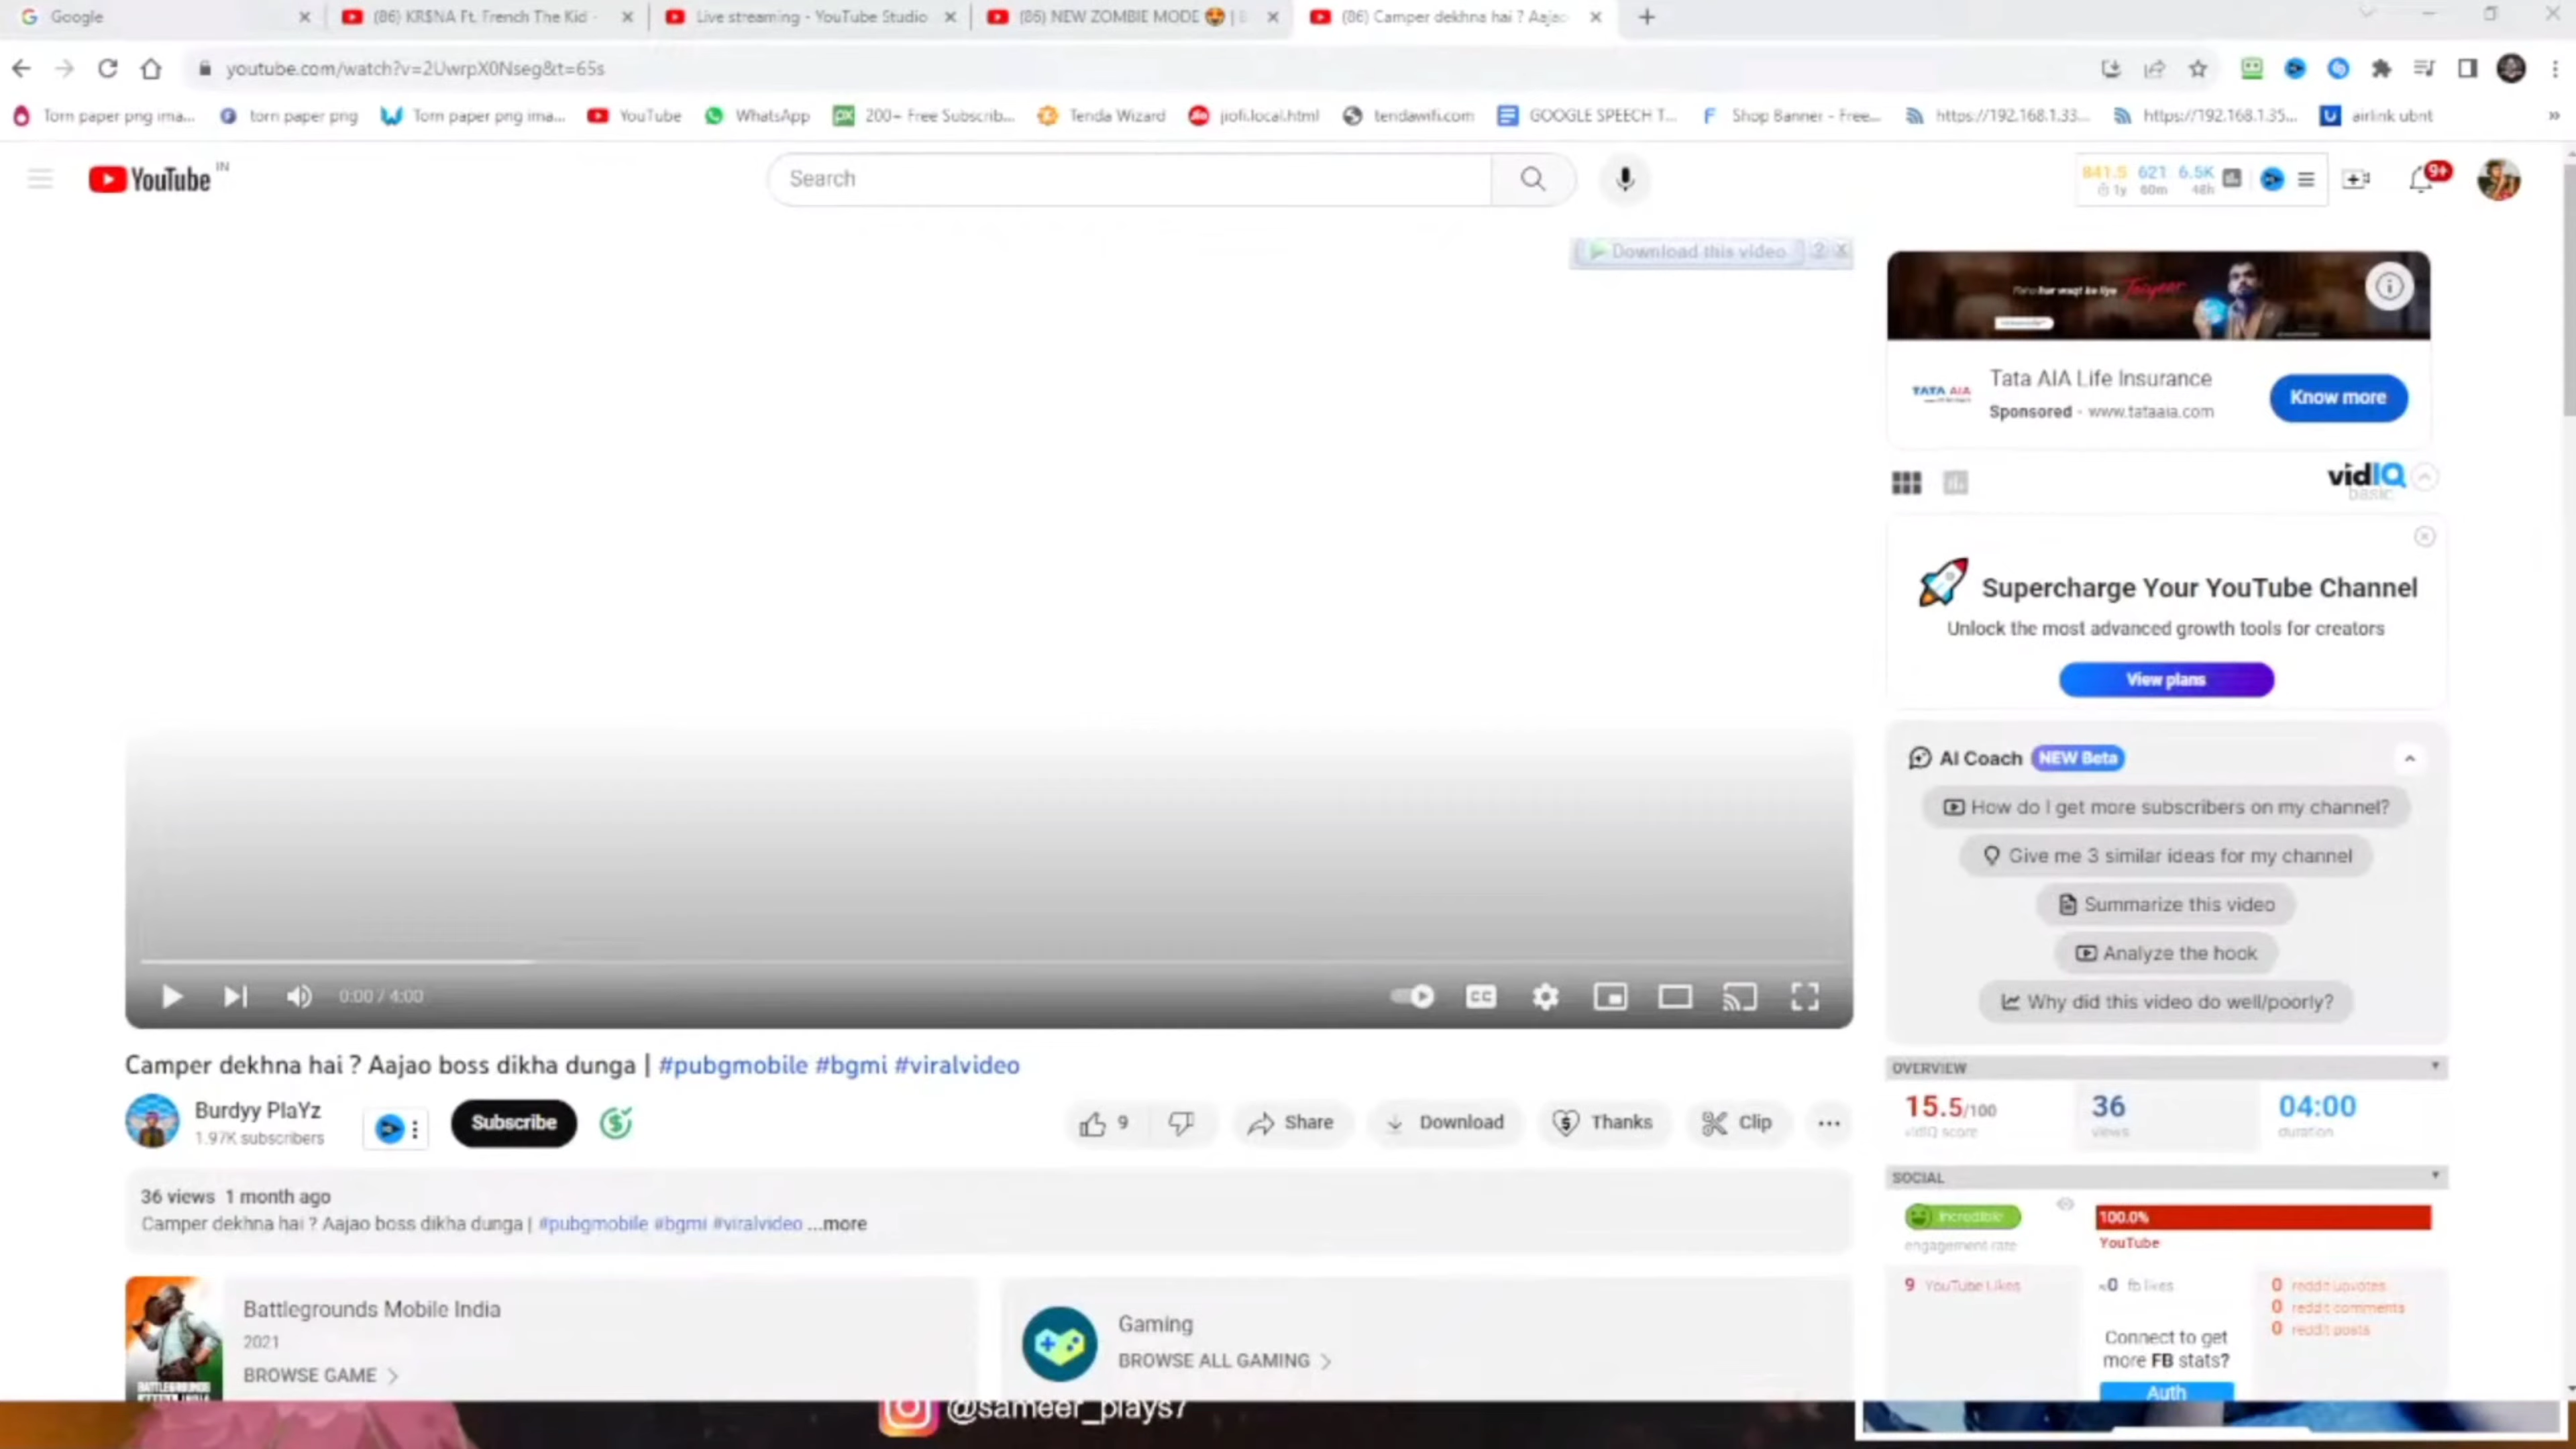 Google
(86) KR$NA Ft. French The Kid -
Live streaming - YouTube Studio
(86) NEW ZOMBIE MODE 🤩 |
(86) Camper dekhna hai ? Aajao
youtube.com/watch?v=2UwrpX0Nseg&t=65s
Torn paper png ima...
torn paper png
Torn paper png ima...
YouTube
WhatsApp
200+ Free Subscrib...
Tenda Wizard
jiofi.local.html
tendawifi.com
GOOGLE SPEECH T...
Shop Banner - Free...
https://192.168.1.33...
https://192.168.1.35...
airlink ubnt
YouTube IN
Search
841.5 621 6.5K
1y 60m 48h
9+
Download this video
Tata AIA Life Insurance
TATA AIA
Sponsored - www.tataaia.com
Know more
vidIQ
basic
Supercharge Your YouTube Channel
Unlock the most advanced growth tools for creators
View plans
AI Coach NEW Beta
How do I get more subscribers on my channel?
Give me 3 similar ideas for my channel
Summarize this video
Analyze the hook
Why did this video do well/poorly?
0:00 / 4:00
CC
Camper dekhna hai ? Aajao boss dikha dunga | #pubgmobile #bgmi #viralvideo
Burdyy PlaYz
1.97K subscribers
Subscribe
9
Share
Download
Thanks
Clip
36 views 1 month ago
Camper dekhna hai ? Aajao boss dikha dunga | #pubgmobile #bgmi #viralvideo ...more
Battlegrounds Mobile India
2021
BROWSE GAME
Gaming
BROWSE ALL GAMING
OVERVIEW
15.5/100
vidIQ score
36
views
04:00
duration
SOCIAL
Incredible
engagement rate
100.0%
YouTube
9 YouTube Likes
0 fb likes
0 reddit upvotes
0 reddit comments
0 reddit posts
Connect to get
more FB stats?
Auth
@sameer_plays7